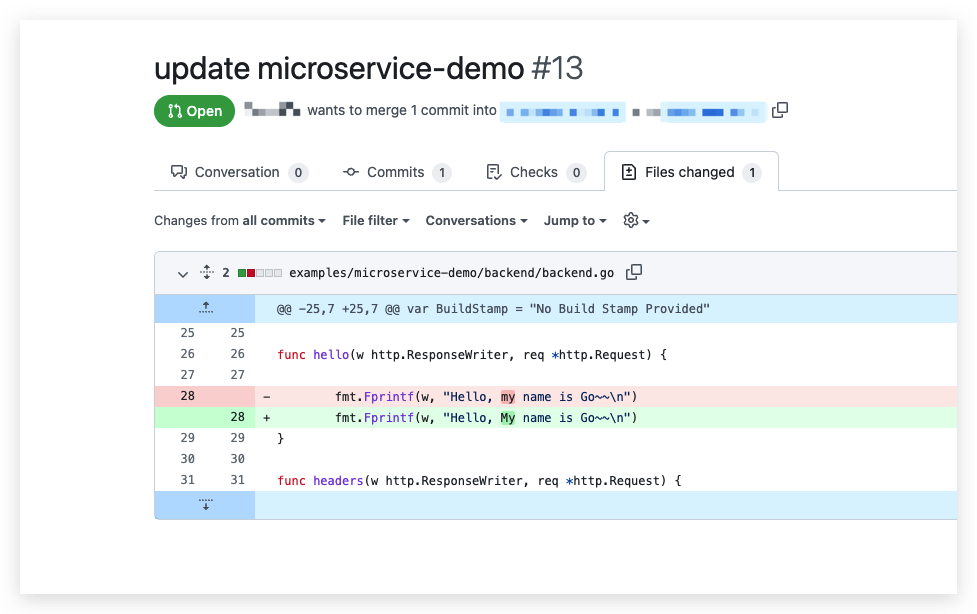 update microservice-demo #13
Open wants to merge 1 commit into
Conversation 0 Commits 1 Checks 0 Files changed 1
Changes from all commits File filter Conversations Jump to
2 examples/microservice-demo/backend/backend.go
@@ -25,7 +25,7 @@ var BuildStamp = "No Build Stamp Provided"
25 25
26 26 func hello(w http.ResponseWriter, req *http.Request) {
27 27
28 - fmt.Fprintf(w, "Hello, my name is Go~~\n")
28 + fmt.Fprintf(w, "Hello, My name is Go~~\n")
29 29 }
30 30
31 31 func headers(w http.ResponseWriter, req *http.Request) {